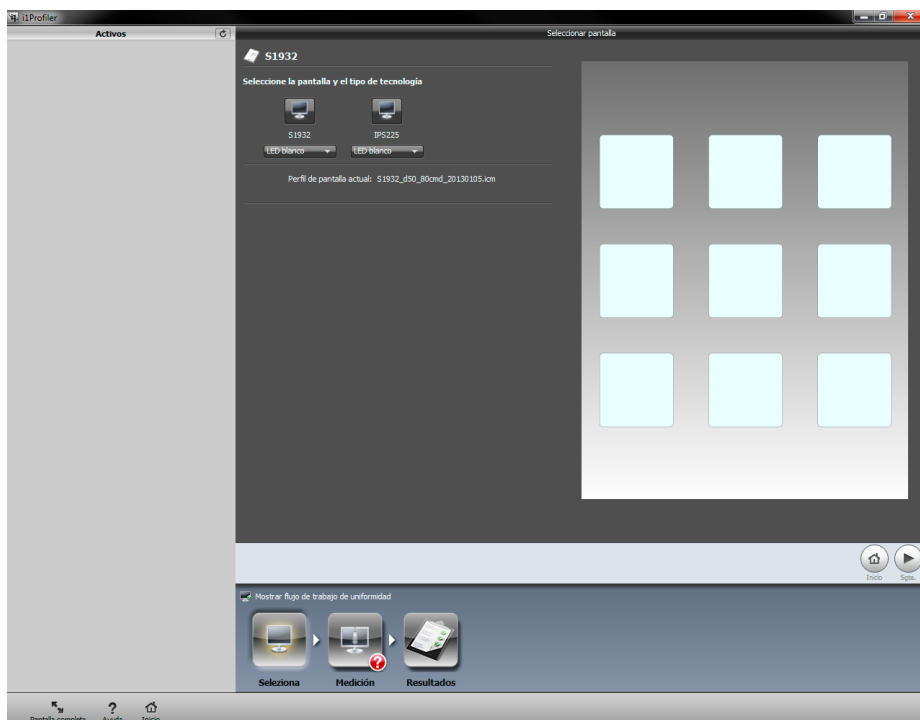 i1Profiler
Activos
Seleccionar pantalla
S1932
Seleccione la pantalla y el tipo de tecnología
S1932
IPS225
LED blanco
LED blanco
Perfil de pantalla actual: S1932_d50_80cmd_20130105.icm
Inicio
Sgte.
Mostrar flujo de trabajo de uniformidad
Seleziona
Medición
Resultados
Pantalla completa
Ayuda
Inicio